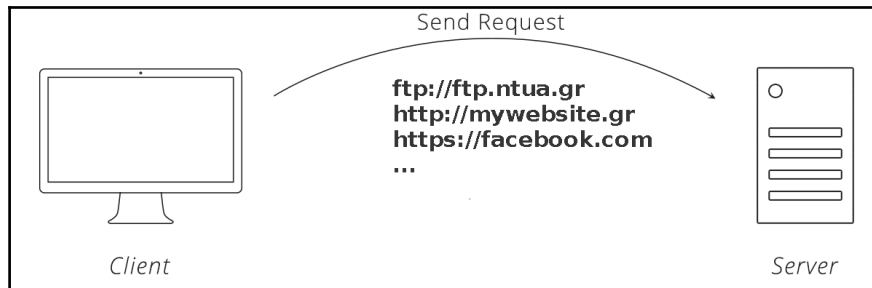 Send Request
ftp://ftp.ntua.gr
http://mywebsite.gr
https://facebook.com
...
Client
Server